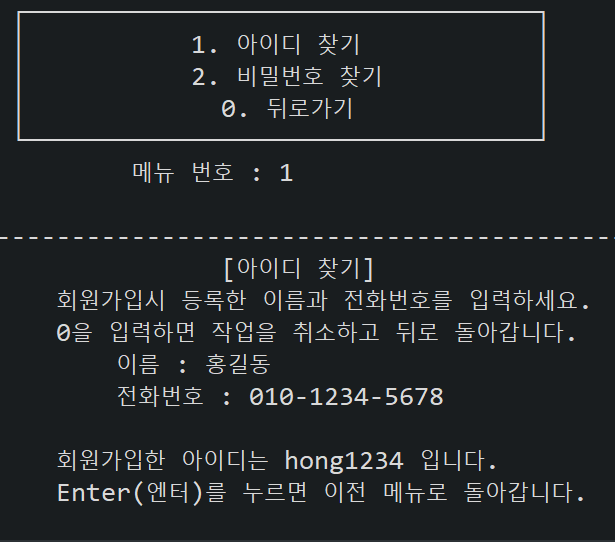 1. 아이디 찾기
2. 비밀번호 찾기
0. 뒤로가기
메뉴 번호 : 1
------------------------------------------
[아이디 찾기]
회원가입시 등록한 이름과 전화번호를 입력하세요.
0을 입력하면 작업을 취소하고 뒤로 돌아갑니다.
이름 : 홍길동
전화번호 : 010-1234-5678
회원가입한 아이디는 hong1234 입니다.
Enter(엔터)를 누르면 이전 메뉴로 돌아갑니다.